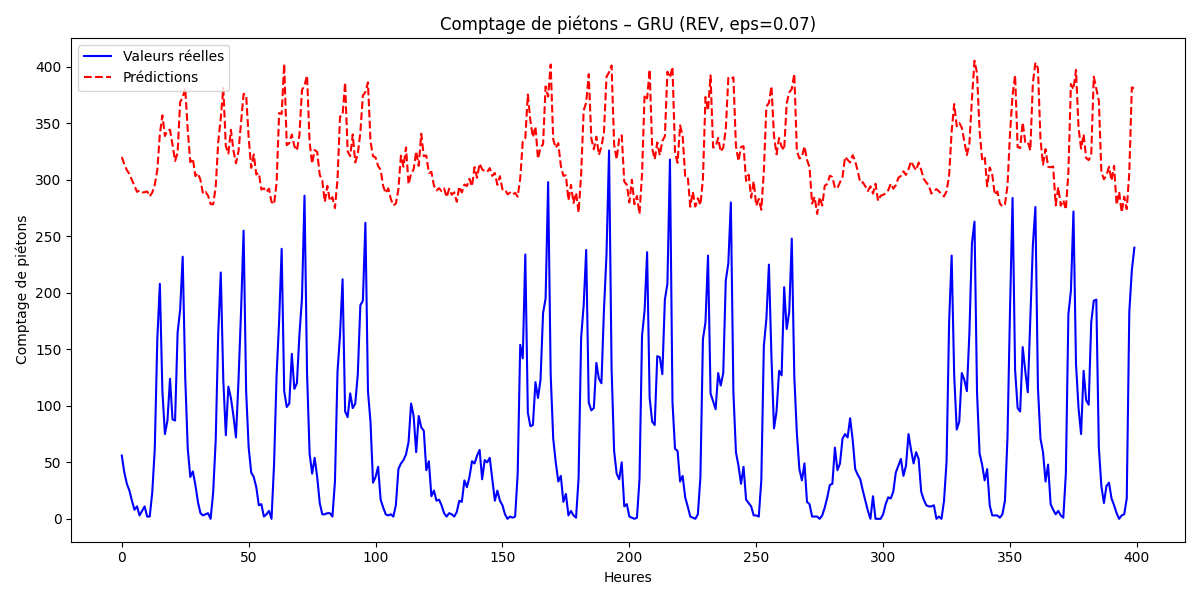 Comptage de piétons – GRU (REV, eps=0.07)
Valeurs réelles
Prédictions
Comptage de piétons
400
350
300
250
200
150
100
50
0
0 50 100 150 200 250 300 350 400
Heures